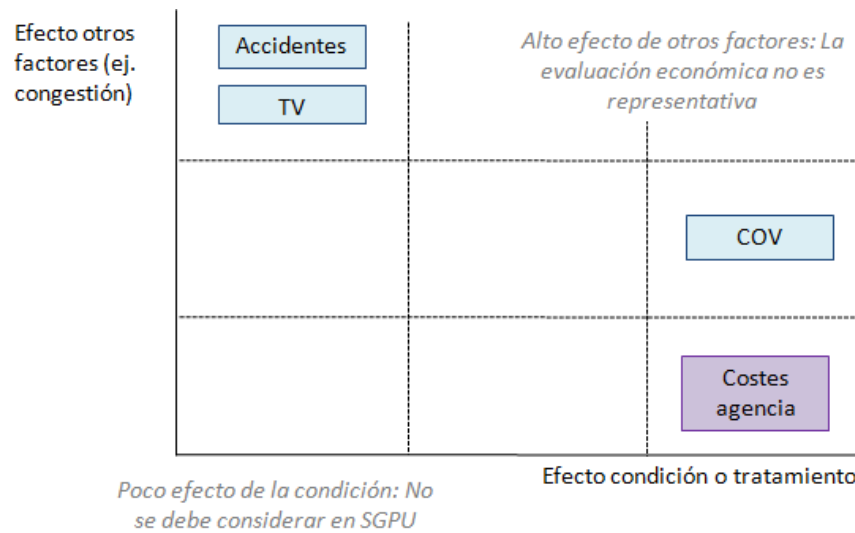 Efecto otros
factores (ej.
congestión)
Accidentes
TV
Alto efecto de otros factores: La
evaluación económica no es
representativa
COV
Costes
agencia
Efecto condición o tratamiento
Poco efecto de la condición: No
se debe considerar en SGPU